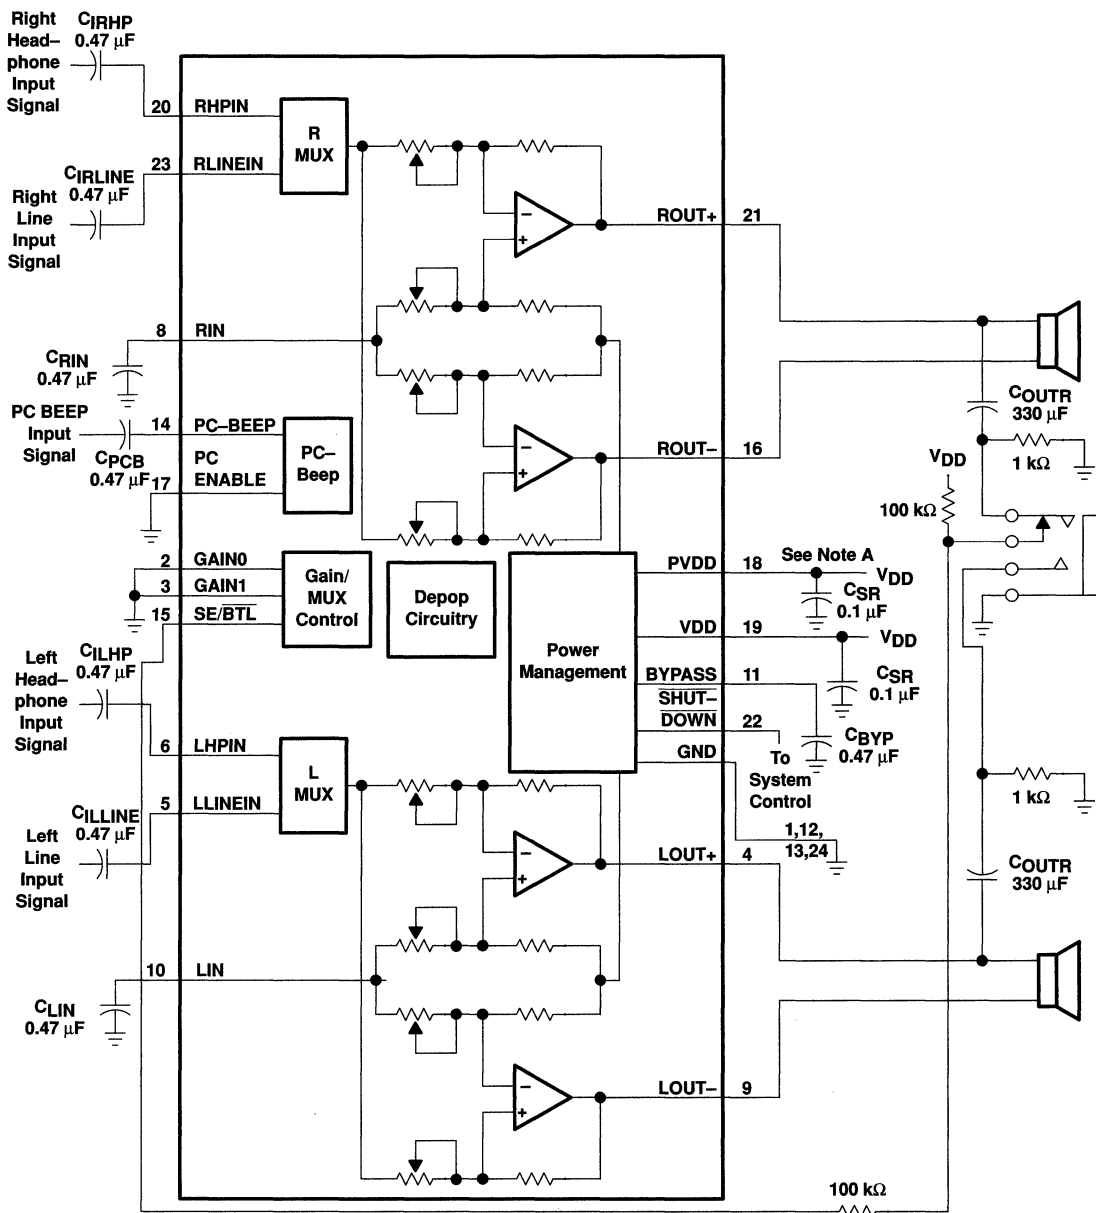 Right
Head–
phone
Input
Signal
CIRHP
0.47 μF
20
RHPIN
R
MUX
23
RLINEIN
CIRLINE
0.47 μF
Right
Line
Input
Signal
ROUT+
21
8
RIN
CRIN
0.47 μF
COUTR
330 μF
1 kΩ
PC BEEP
Input
Signal
14
PC–BEEP
CPCB
0.47 μF
PC
ENABLE
17
PC–
Beep
ROUT–
16
VDD
100 kΩ
2
GAIN0
3
GAIN1
15
SE/BTL
Gain/
MUX
Control
Depop
Circuitry
Power
Management
PVDD
18
See Note A
VDD
CSR
0.1 μF
VDD
19
VDD
CSR
0.1 μF
BYPASS
11
SHUT–
DOWN
22
CBYP
0.47 μF
To
System
Control
GND
1,12,
13,24
Left
Head–
phone
Input
Signal
CILHP
0.47 μF
6
LHPIN
L
MUX
5
LLINEIN
CILLINE
0.47 μF
Left
Line
Input
Signal
1 kΩ
LOUT+
4
COUTR
330 μF
10
LIN
CLIN
0.47 μF
LOUT–
9
100 kΩ